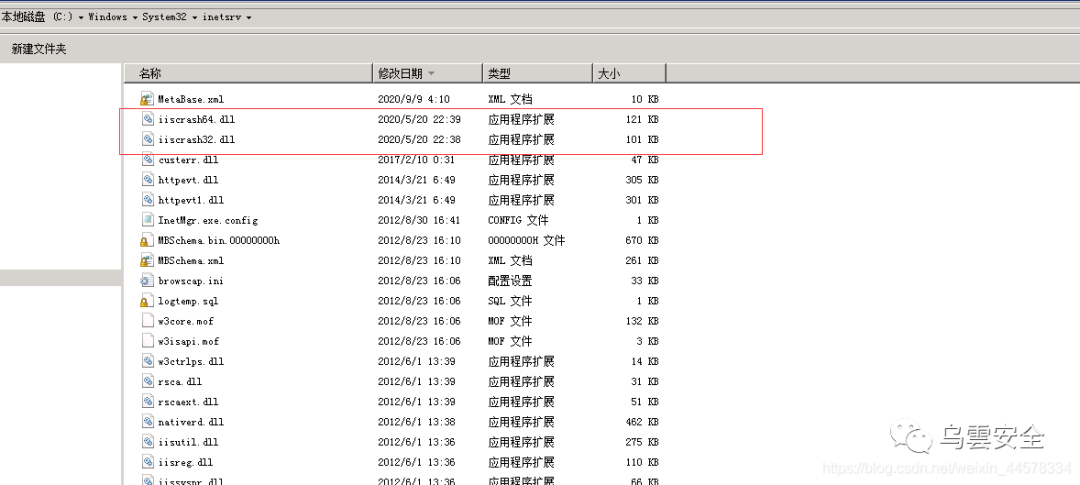 本地磁盘 (C:) ▾ Windows ▾ System32 ▾ inetsrv ▾
新建文件夹
名称 修改日期 类型 大小
MetaBase.xml 2020/9/9 4:10 XML 文档 10 KB
iiscrash64.dll 2020/5/20 22:39 应用程序扩展 121 KB
iiscrash32.dll 2020/5/20 22:38 应用程序扩展 101 KB
custerr.dll 2017/2/10 0:31 应用程序扩展 47 KB
httpevt.dll 2014/3/21 6:49 应用程序扩展 305 KB
httpevt1.dll 2014/3/21 6:49 应用程序扩展 301 KB
InetMgr.exe.config 2012/8/30 16:41 CONFIG 文件 1 KB
MBSchema.bin.00000000h 2012/8/23 16:10 00000000H 文件 670 KB
MBSchema.xml 2012/8/23 16:10 XML 文档 261 KB
browscap.ini 2012/8/23 16:06 配置设置 33 KB
logtemp.sql 2012/8/23 16:06 SQL 文件 1 KB
w3core.mof 2012/8/23 16:06 MOF 文件 132 KB
w3isapi.mof 2012/8/23 16:06 MOF 文件 3 KB
w3ctrlps.dll 2012/6/1 13:39 应用程序扩展 14 KB
rsca.dll 2012/6/1 13:39 应用程序扩展 31 KB
rscaext.dll 2012/6/1 13:39 应用程序扩展 51 KB
nativerd.dll 2012/6/1 13:38 应用程序扩展 462 KB
iisutil.dll 2012/6/1 13:36 应用程序扩展 275 KB
iisreg.dll 2012/6/1 13:36 应用程序扩展 110 KB
iissyspr.dll 2012/6/1 13:36 应用程序扩展 66 KB
乌雲安全
https://blog.csdn.net/weixin_44578334